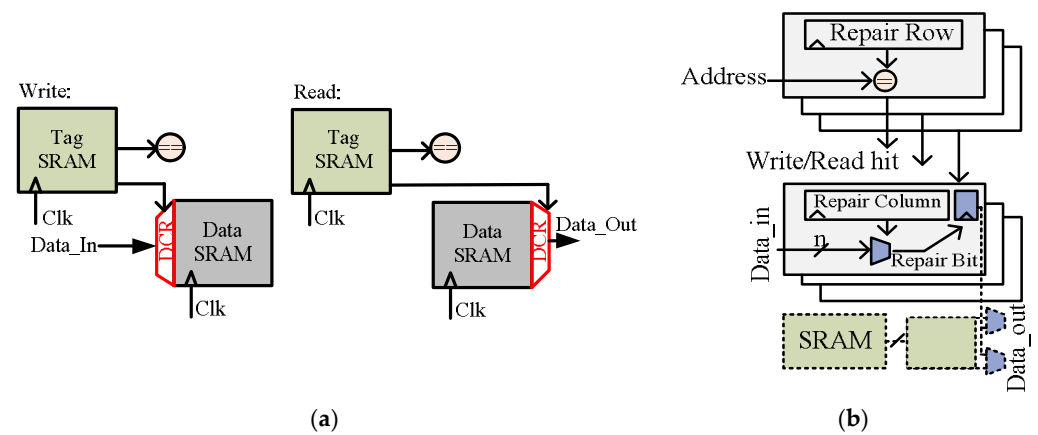 Write:
Tag
SRAM
==
Clk
Data_In
DCR
Data
SRAM
Clk
Read:
Tag
SRAM
==
Clk
Data
SRAM
DCR
Data_Out
Clk
(a)
Repair Row
Address
==
Write/Read hit
Repair Column
Data_in
n
Repair Bit
SRAM
Data_out
(b)